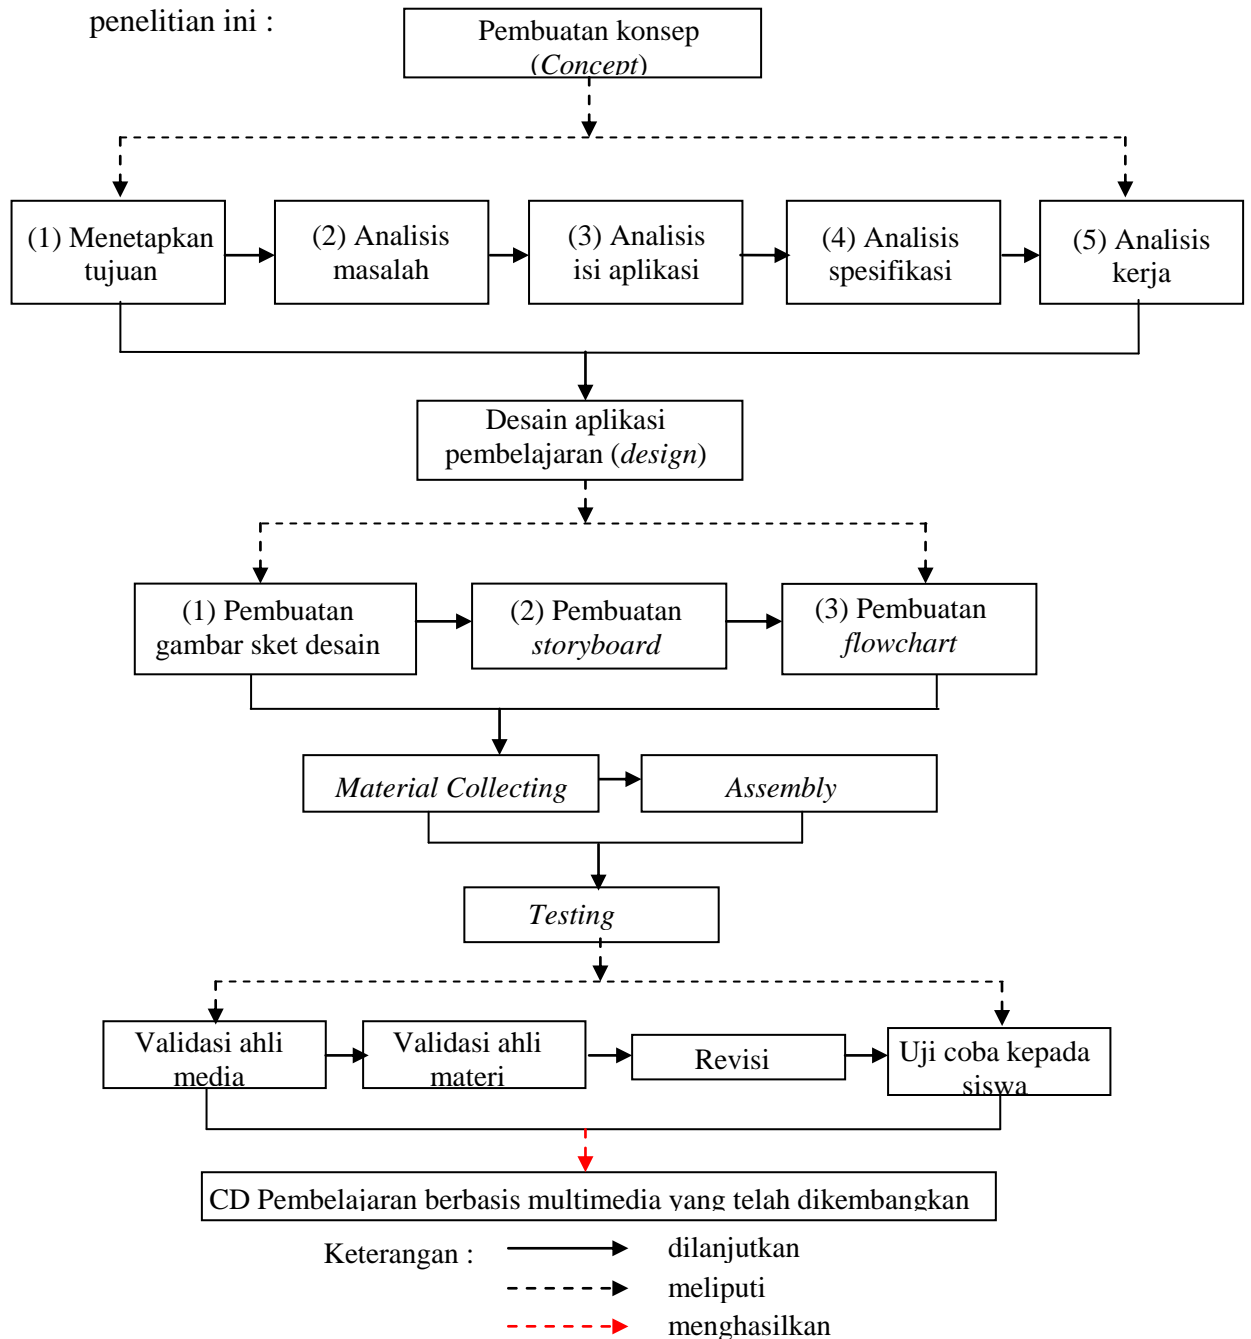 penelitian ini :
Pembuatan konsep
(Concept)
(1) Menetapkan
tujuan
(2) Analisis
masalah
(3) Analisis
isi aplikasi
(4) Analisis
spesifikasi
(5) Analisis
kerja
Desain aplikasi
pembelajaran (design)
(1) Pembuatan
gambar sket desain
(2) Pembuatan
storyboard
(3) Pembuatan
flowchart
Material Collecting
Assembly
Testing
Validasi ahli
media
Validasi ahli
materi
Revisi
Uji coba kepada
siswa
CD Pembelajaran berbasis multimedia yang telah dikembangkan
Keterangan :
dilanjutkan
meliputi
menghasilkan